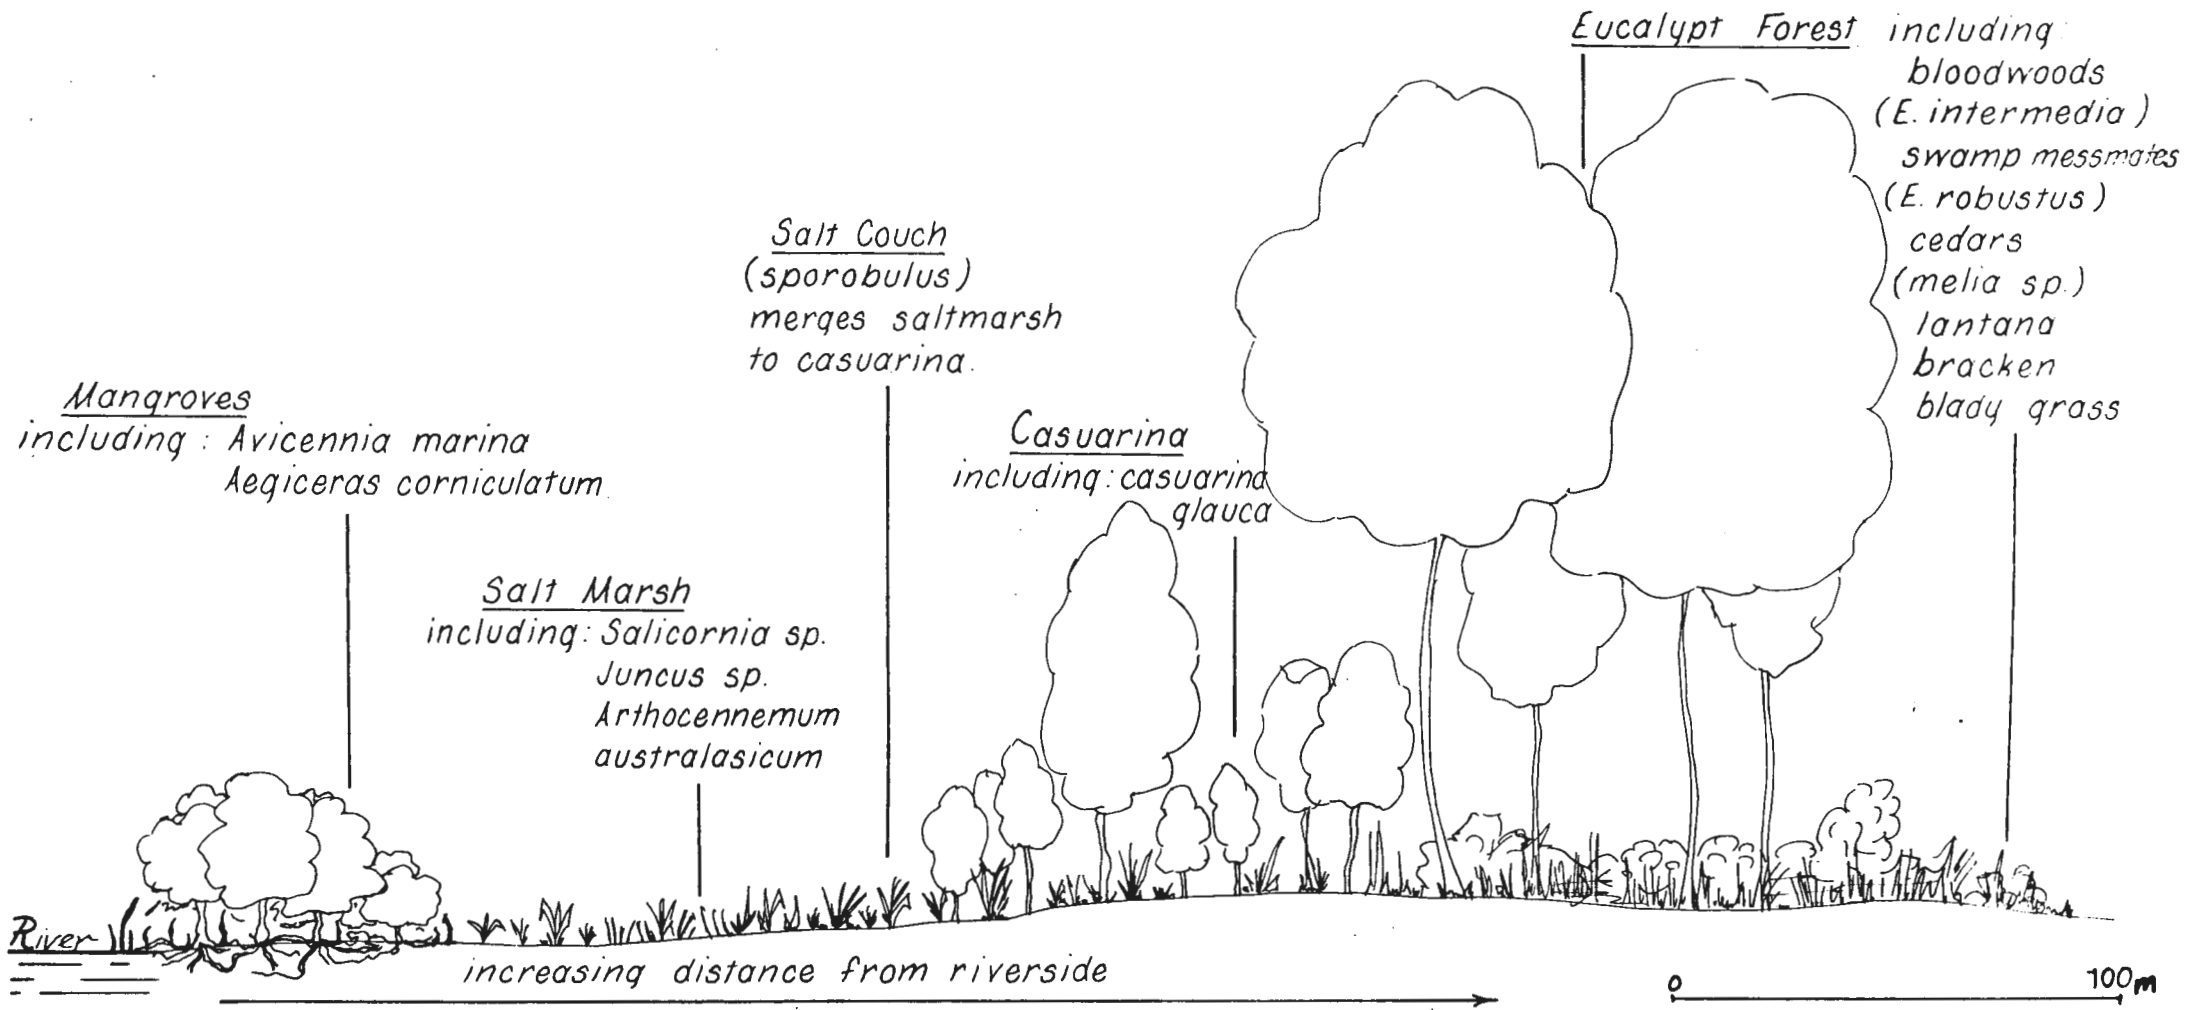 Eucalypt Forest including
bloodwoods
(E. intermedia)
swamp messmates
(E. robustus)
cedars
(melia sp.)
lantana
bracken
blady grass
Salt Couch
(sporobulus)
merges saltmarsh
to casuarina.
Mangroves
including: Avicennia marina
Aegiceras corniculatum
Casuarina
including: casuarina
glauca
Salt Marsh
including: Salicornia sp.
Juncus sp.
Arthocennemum
australasicum
River
increasing distance from riverside
0 100m